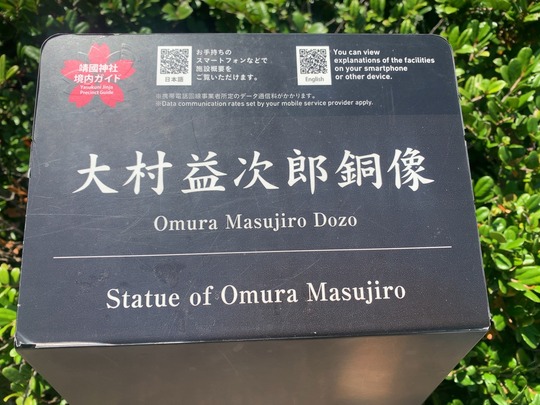 靖國神社
境内ガイド
Yasukuni Jinja
Precinct Guide
日本語
お手持ちの
スマートフォンなどで
施設概要を
ご覧いただけます。
English
You can view
explanations of the facilities
on your smartphone
or other device.
※携帯電話回線事業者所定のデータ通信料がかかります。
※Data communication rates set by your mobile service provider apply.
大村益次郎銅像
Omura Masujiro Dozo
Statue of Omura Masujiro